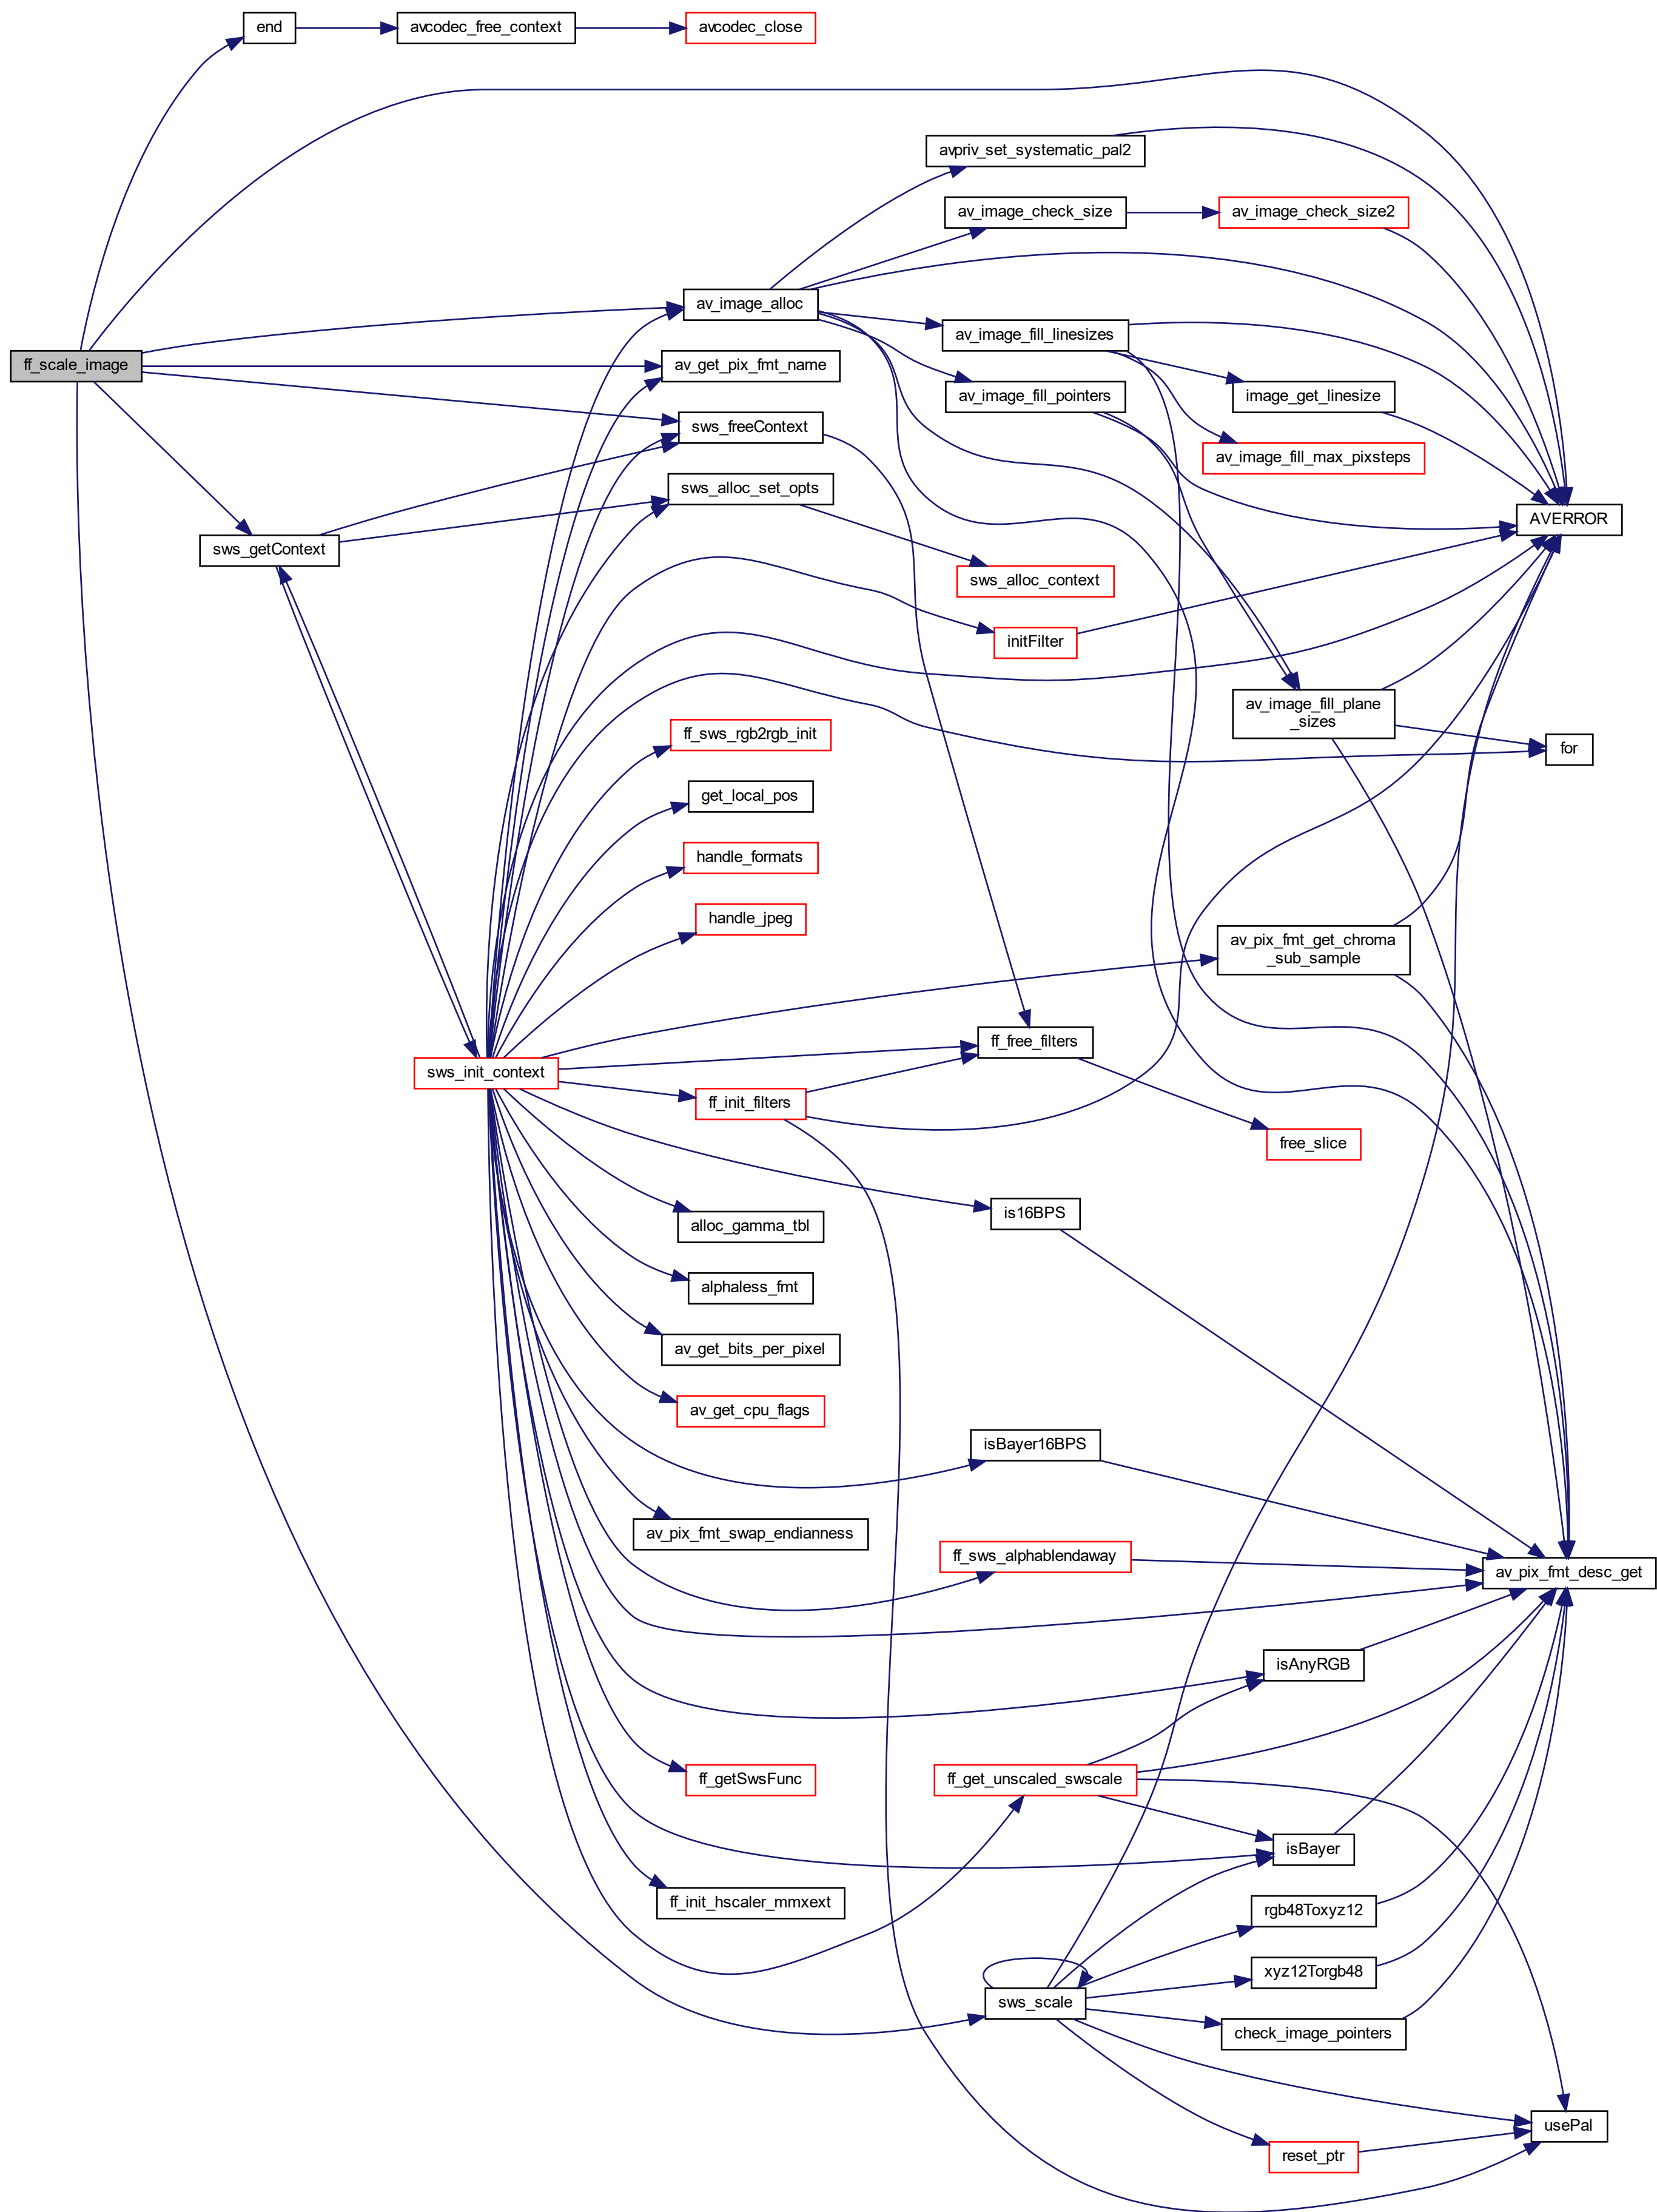 end
avcodec_free_context
avcodec_close
avpriv_set_systematic_pal2
av_image_check_size
av_image_check_size2
av_image_alloc
av_image_fill_linesizes
ff_scale_image
av_get_pix_fmt_name
av_image_fill_pointers
image_get_linesize
sws_freeContext
av_image_fill_max_pixsteps
sws_alloc_set_opts
AVERROR
sws_getContext
sws_alloc_context
initFilter
av_image_fill_plane
_sizes
ff_sws_rgb2rgb_init
for
get_local_pos
handle_formats
handle_jpeg
av_pix_fmt_get_chroma
_sub_sample
ff_free_filters
sws_init_context
ff_init_filters
free_slice
is16BPS
alloc_gamma_tbl
alphaless_fmt
av_get_bits_per_pixel
av_get_cpu_flags
isBayer16BPS
av_pix_fmt_swap_endianness
ff_sws_alphablendaway
av_pix_fmt_desc_get
isAnyRGB
ff_getSwsFunc
ff_get_unscaled_swscale
isBayer
ff_init_hscaler_mmxext
rgb48Toxyz12
xyz12Torgb48
sws_scale
check_image_pointers
usePal
reset_ptr